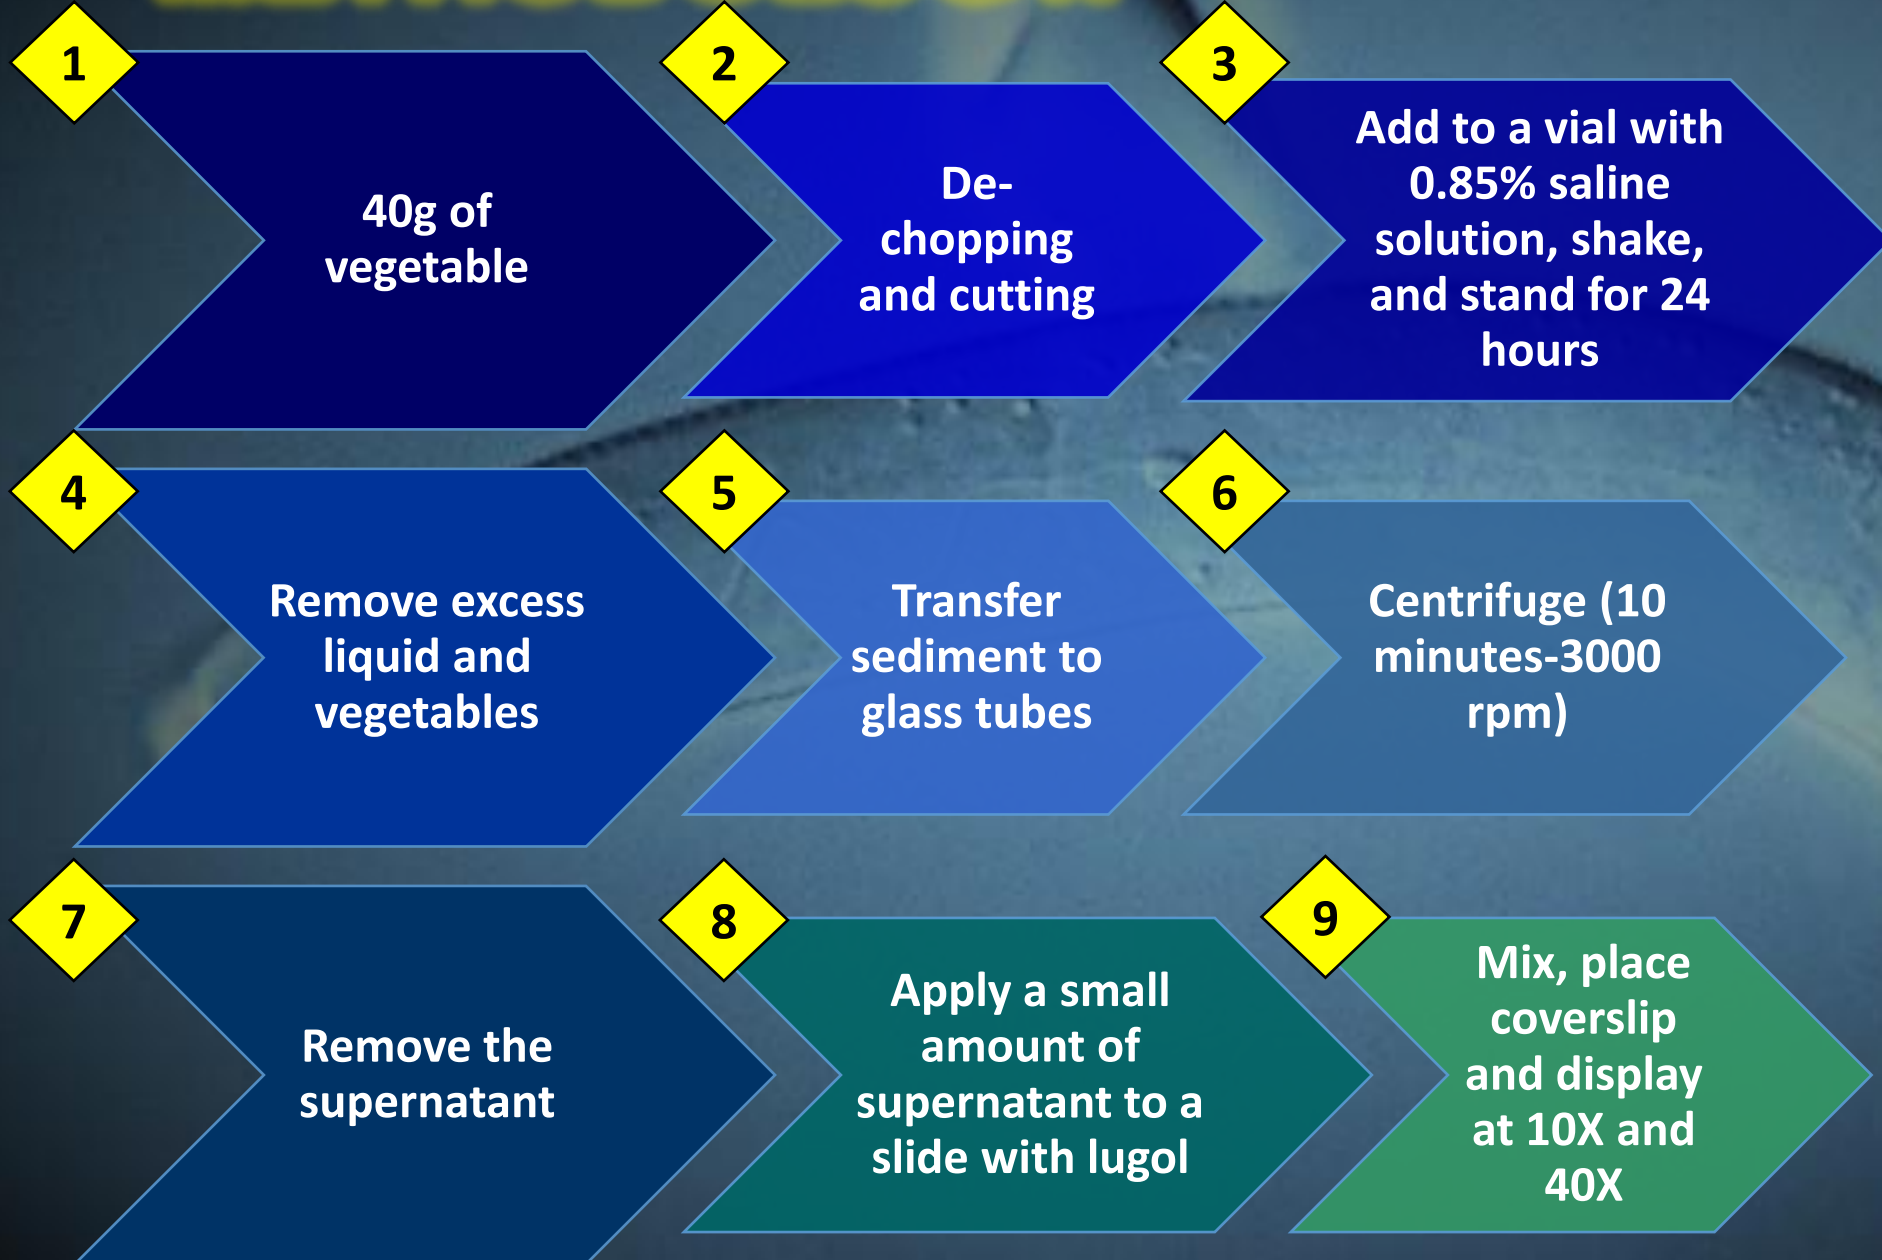 1
40g of
vegetable
2
De-
chopping
and cutting
3
Add to a vial with
0.85% saline
solution, shake,
and stand for 24
hours
4
Remove excess
liquid and
vegetables
5
Transfer
sediment to
glass tubes
6
Centrifuge (10
minutes-3000
rpm)
7
Remove the
supernatant
8
Apply a small
amount of
supernatant to a
slide with lugol
9
Mix, place
coverslip
and display
at 10X and
40X